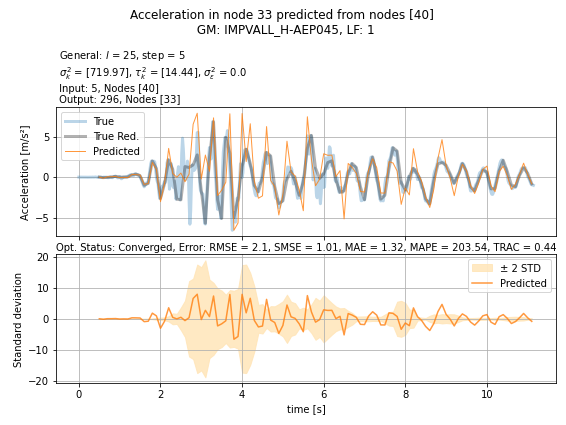 Acceleration in node 33 predicted from nodes [40]
GM: IMPVALL_H-AEP045, LF: 1
General: l = 25, step = 5
σ²ₖ = [719.97], τ²ₖ = [14.44], σ²ε = 0.0
Input: 5, Nodes [40]
Output: 296, Nodes [33]
True
True Red.
Predicted
Acceleration [m/s²]
5
0
−5
Opt. Status: Converged, Error: RMSE = 2.1, SMSE = 1.01, MAE = 1.32, MAPE = 203.54, TRAC = 0.44
± 2 STD
Predicted
Standard deviation
20
10
0
−10
−20
0 2 4 6 8 10
time [s]